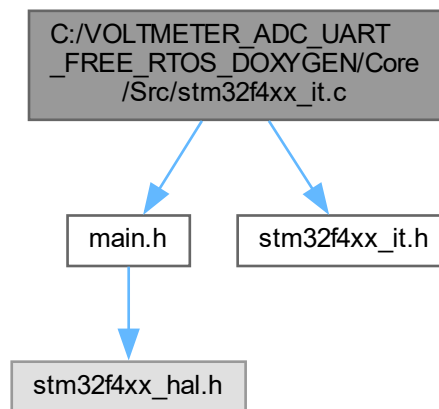 C:/VOLTMETER_ADC_UART
_FREE_RTOS_DOXYGEN/Core
/Src/stm32f4xx_it.c
main.h
stm32f4xx_it.h
stm32f4xx_hal.h